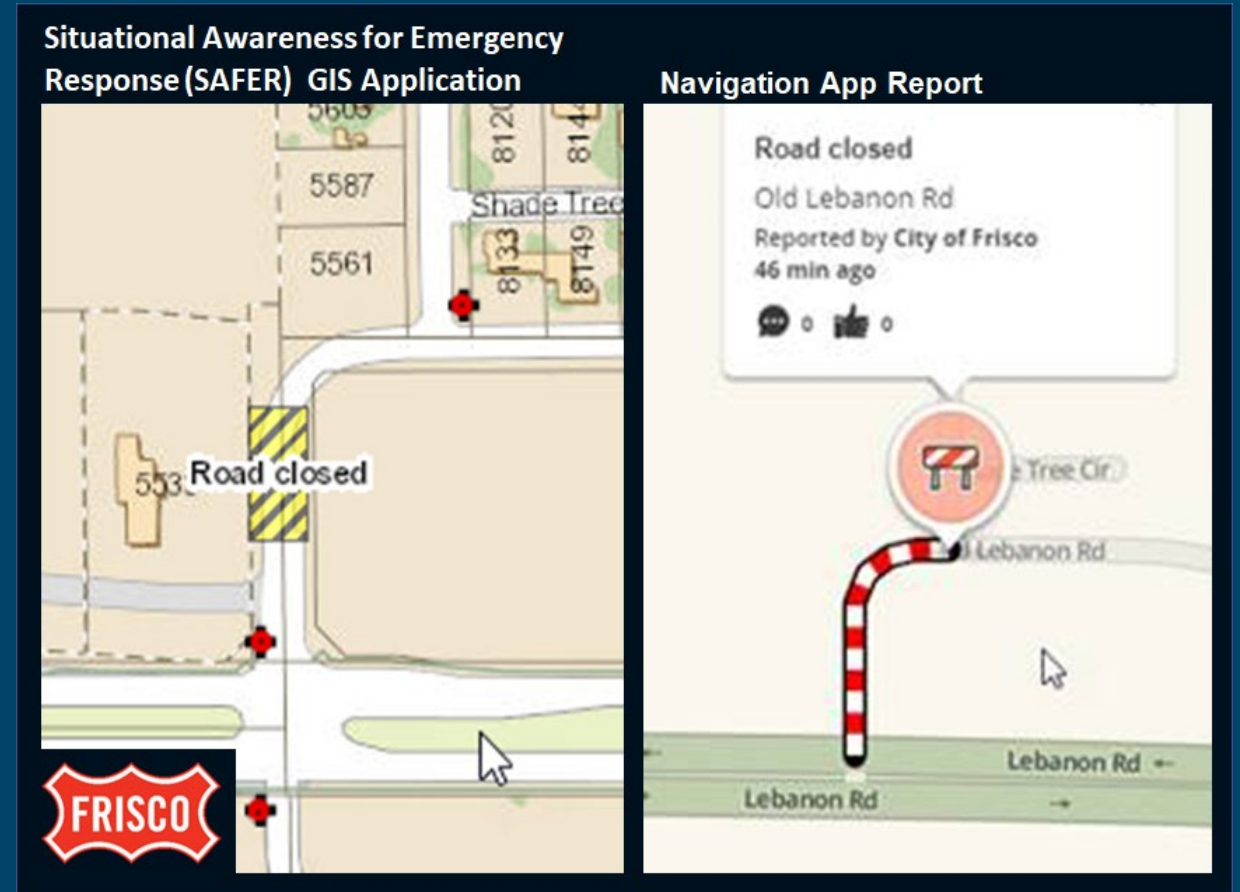 Situational Awareness for Emergency
Response (SAFER) GIS Application
Navigation App Report
5603
8120
8144
5587
Shade Tree
5561
8133
8149
Road closed
FRISCO
Road closed
Old Lebanon Rd
Reported by City of Frisco
46 min ago
0 0
Tree Cir
Lebanon Rd
Lebanon Rd ←
Lebanon Rd →